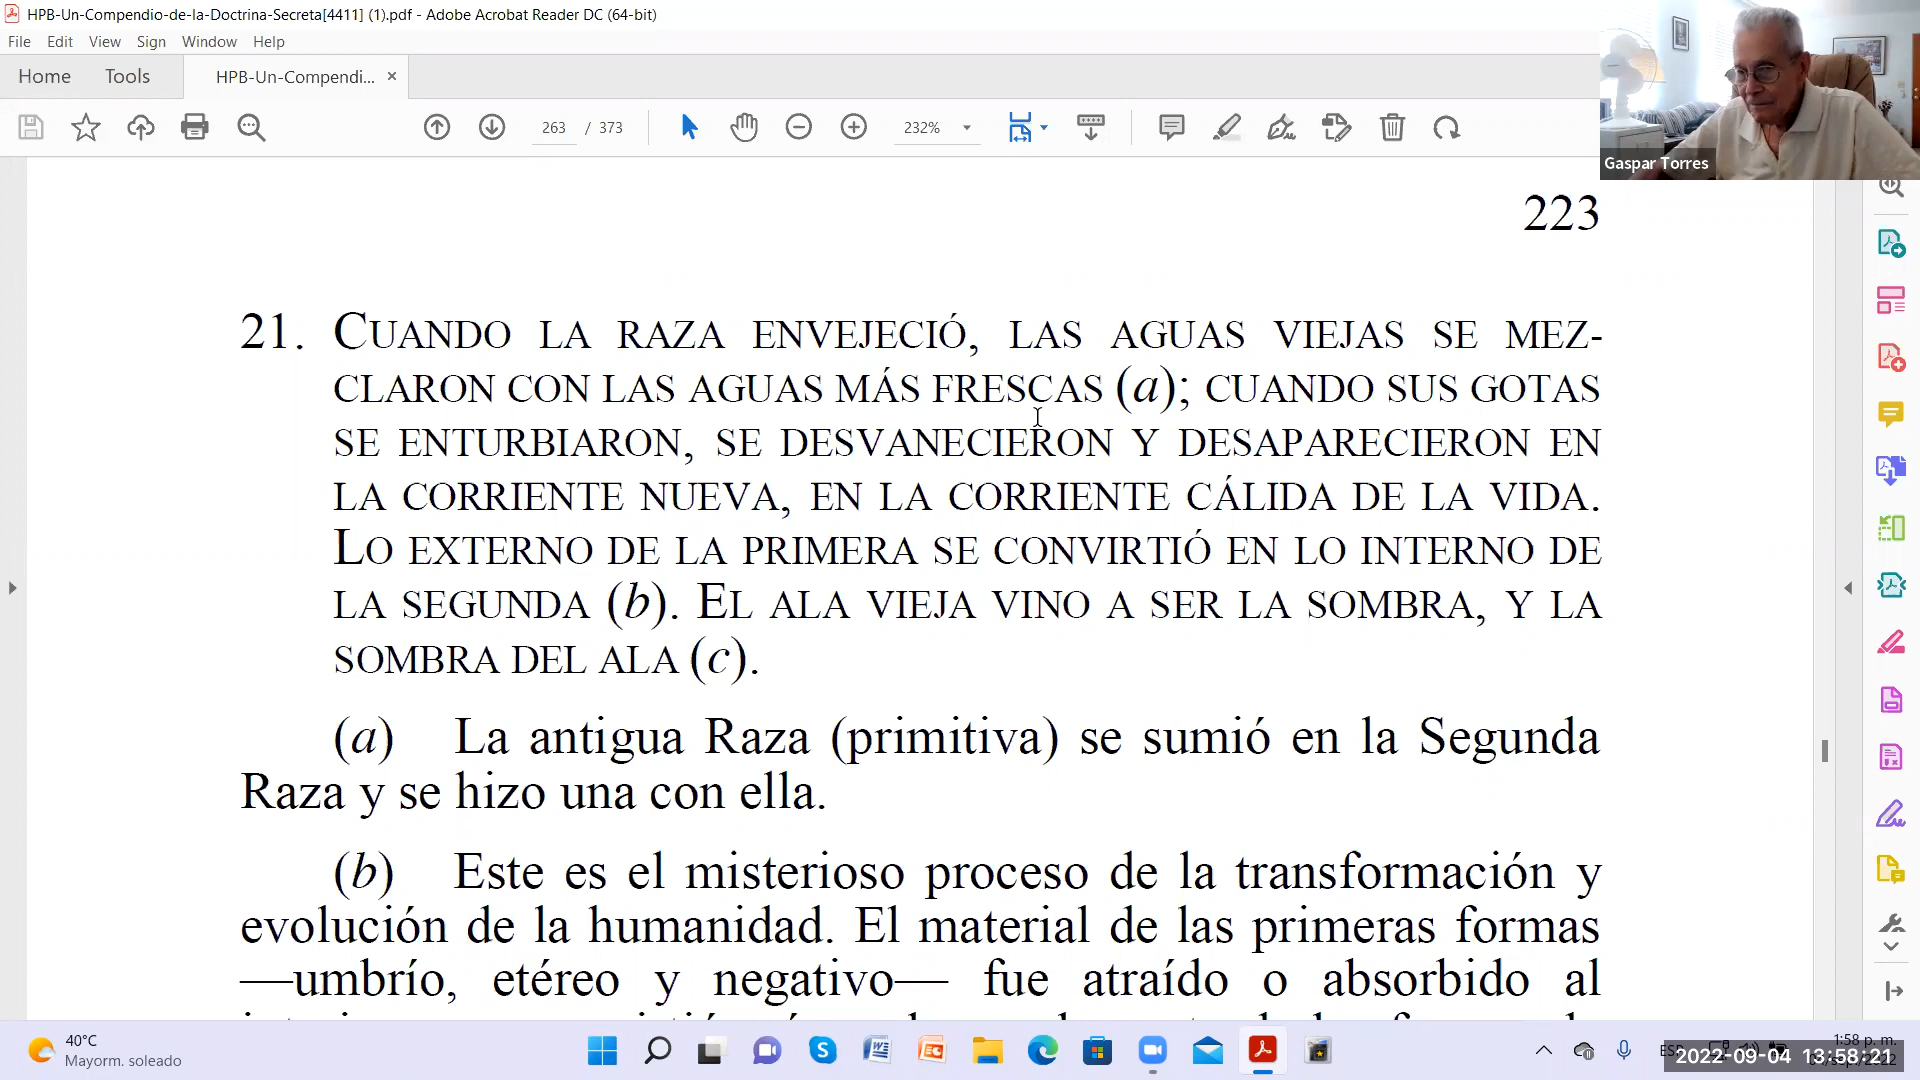 HPB-Un-Compendio-de-la-Doctrina-Secreta[4411] (1).pdf - Adobe Acrobat Reader DC (64-bit)
File Edit View Sign Window Help
Home Tools HPB-Un-Compendi... ×
263 / 373 232%
Gaspar Torres
223
21. CUANDO LA RAZA ENVEJECIÓ, LAS AGUAS VIEJAS SE MEZ-
CLARON CON LAS AGUAS MÁS FRESCAS (a); CUANDO SUS GOTAS
SE ENTURBIARON, SE DESVANECIERON Y DESAPARECIERON EN
LA CORRIENTE NUEVA, EN LA CORRIENTE CÁLIDA DE LA VIDA.
LO EXTERNO DE LA PRIMERA SE CONVIRTIÓ EN LO INTERNO DE
LA SEGUNDA (b). EL ALA VIEJA VINO A SER LA SOMBRA, Y LA
SOMBRA DEL ALA (c).
(a) La antigua Raza (primitiva) se sumió en la Segunda
Raza y se hizo una con ella.
(b) Este es el misterioso proceso de la transformación y
evolución de la humanidad. El material de las primeras formas
—umbrío, etéreo y negativo— fue atraído o absorbido al
40°C
Mayorm. soleado
1:58 p. m.
2022-09-04 13:58:21